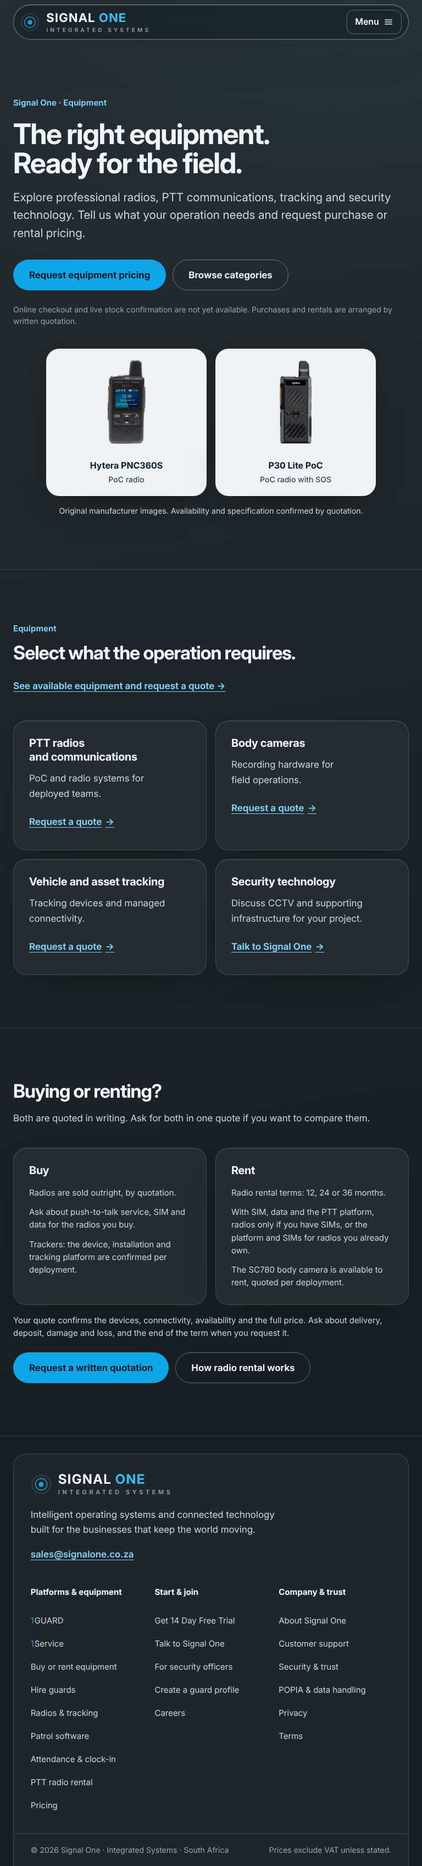 SIGNAL ONE
INTEGRATED SYSTEMS
Menu
Signal One · Equipment
The right equipment.
Ready for the field.
Explore professional radios, PTT communications, tracking and security
technology. Tell us what your operation needs and request purchase or
rental pricing.
Request equipment pricing
Browse categories
Online checkout and live stock confirmation are not yet available. Purchases and rentals are arranged by
written quotation.
Hytera PNC360S
PoC radio
P30 Lite PoC
PoC radio with SOS
Original manufacturer images. Availability and specification confirmed by quotation.
Equipment
Select what the operation requires.
See available equipment and request a quote →
PTT radios
and communications
PoC and radio systems for
deployed teams.
Request a quote →
Body cameras
Recording hardware for
field operations.
Request a quote →
Vehicle and asset tracking
Tracking devices and managed
connectivity.
Request a quote →
Security technology
Discuss CCTV and supporting
infrastructure for your project.
Talk to Signal One →
Buying or renting?
Both are quoted in writing. Ask for both in one quote if you want to compare them.
Buy
Radios are sold outright, by quotation.
Ask about push-to-talk service, SIM and
data for the radios you buy.
Trackers: the device, installation and
tracking platform are confirmed per
deployment.
Rent
Radio rental terms: 12, 24 or 36 months.
With SIM, data and the PTT platform,
radios only if you have SIMs, or the
platform and SIMs for radios you already
own.
The SC780 body camera is available to
rent, quoted per deployment.
Your quote confirms the devices, connectivity, availability and the full price. Ask about delivery,
deposit, damage and loss, and the end of the term when you request it.
Request a written quotation
How radio rental works
SIGNAL ONE
INTEGRATED SYSTEMS
Intelligent operating systems and connected technology
built for the businesses that keep the world moving.
sales@signalone.co.za
Platforms & equipment
1GUARD
1Service
Buy or rent equipment
Hire guards
Radios & tracking
Patrol software
Attendance & clock-in
PTT radio rental
Pricing
Start & join
Get 14 Day Free Trial
Talk to Signal One
For security officers
Create a guard profile
Careers
Company & trust
About Signal One
Customer support
Security & trust
POPIA & data handling
Privacy
Terms
© 2026 Signal One · Integrated Systems · South Africa
Prices exclude VAT unless stated.